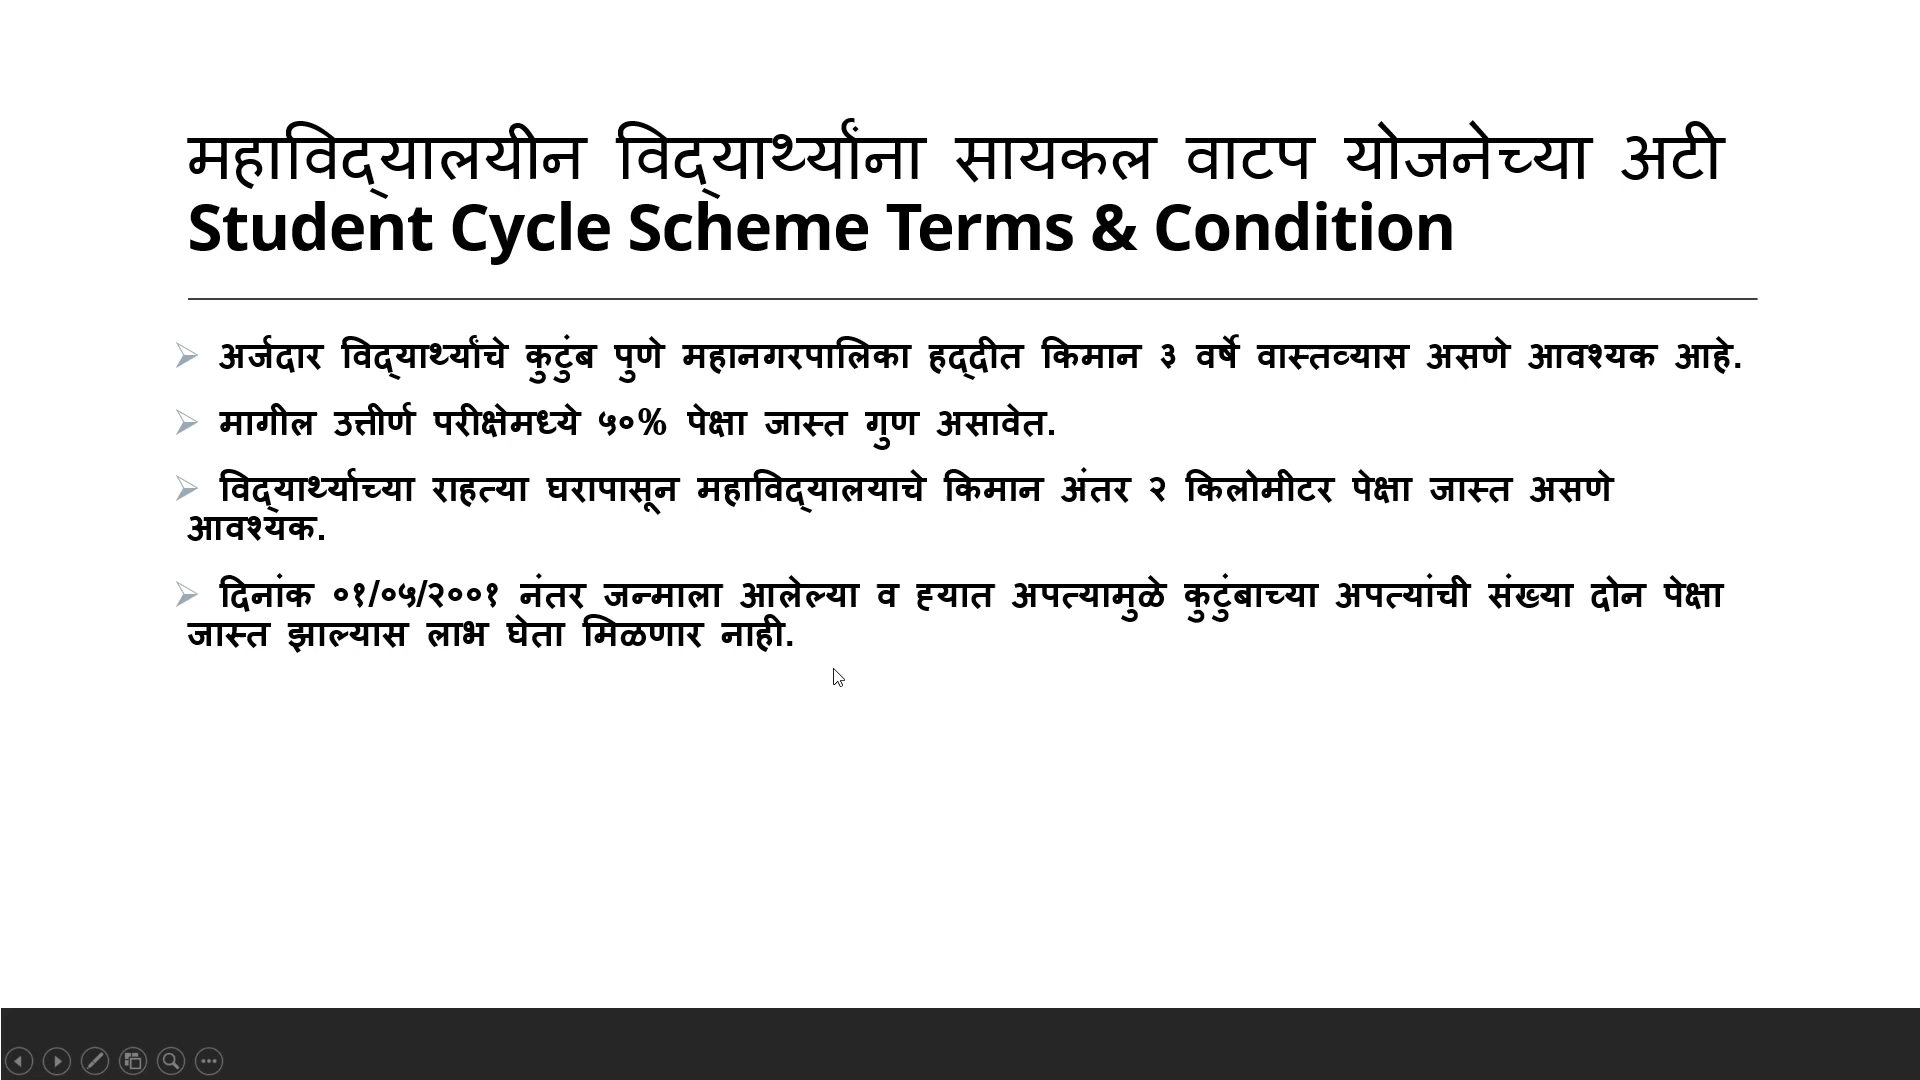 महाविद्यालयीन विद्यार्थ्यांना सायकल वाटप योजनेच्या अटी
Student Cycle Scheme Terms & Condition
अर्जदार विद्यार्थ्यांचे कुटुंब पुणे महानगरपालिका हद्दीत किमान ३ वर्षे वास्तव्यास असणे आवश्यक आहे.
मागील उत्तीर्ण परीक्षेमध्ये ५०% पेक्षा जास्त गुण असावेत.
विद्यार्थ्याच्या राहत्या घरापासून महाविद्यालयाचे किमान अंतर २ किलोमीटर पेक्षा जास्त असणे
आवश्यक.
दिनांक ०१/०५/२००१ नंतर जन्माला आलेल्या व हयात अपत्यामुळे कुटुंबाच्या अपत्यांची संख्या दोन पेक्षा
जास्त झाल्यास लाभ घेता मिळणार नाही.